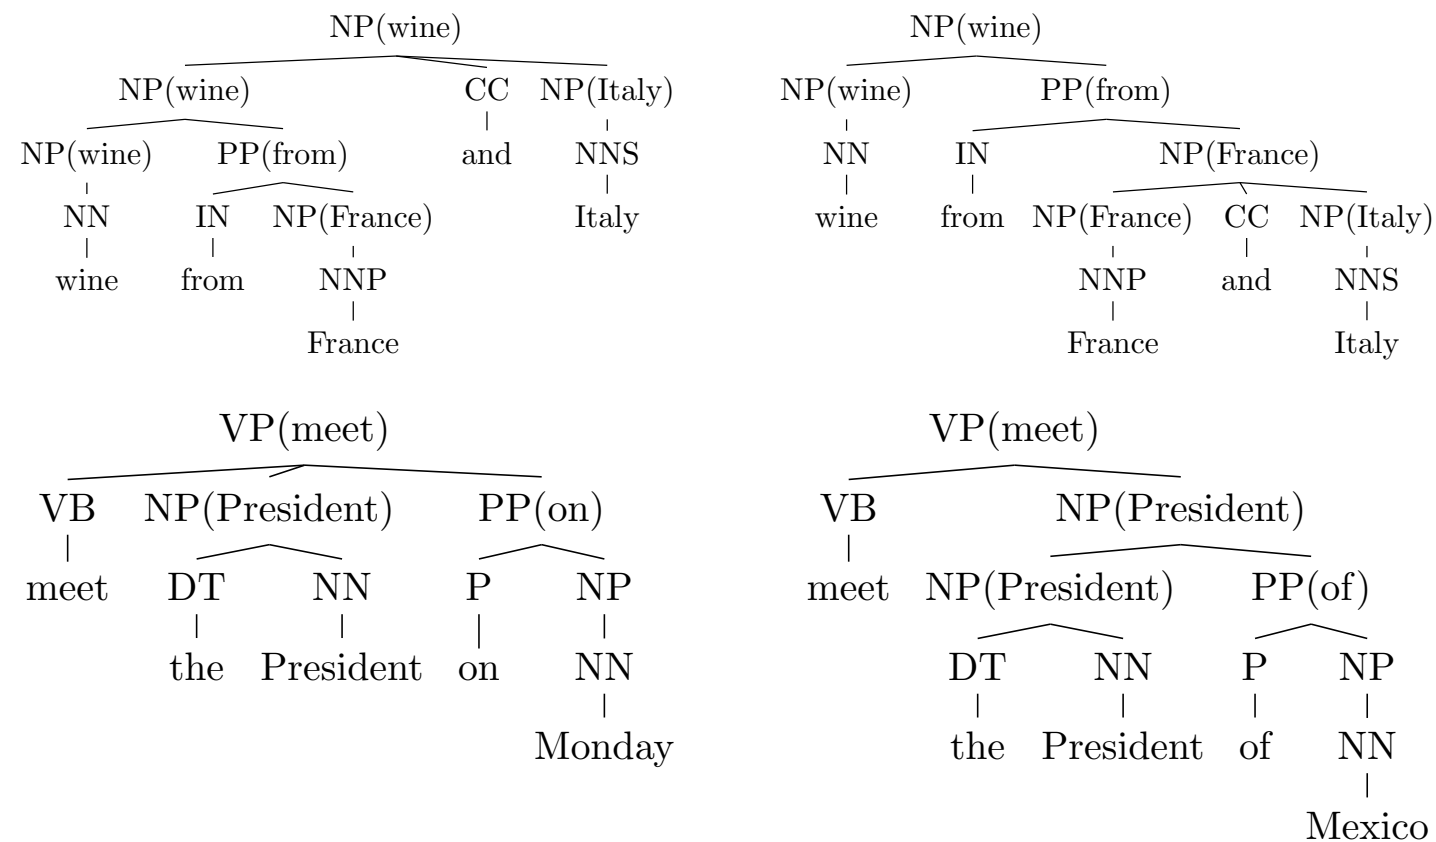 NP(wine) NP(wine)
NP(wine) CC NP(Italy) NP(wine) PP(from)
NP(wine) PP(from) and NNS NN IN NP(France)
NN IN NP(France) Italy wine from NP(France) CC NP(Italy)
wine from NNP NNP and NNS
France France Italy
VP(meet) VP(meet)
VB NP(President) PP(on) VB NP(President)
meet DT NN P NP meet NP(President) PP(of)
the President on NN DT NN P NP
Monday the President of NN
Mexico